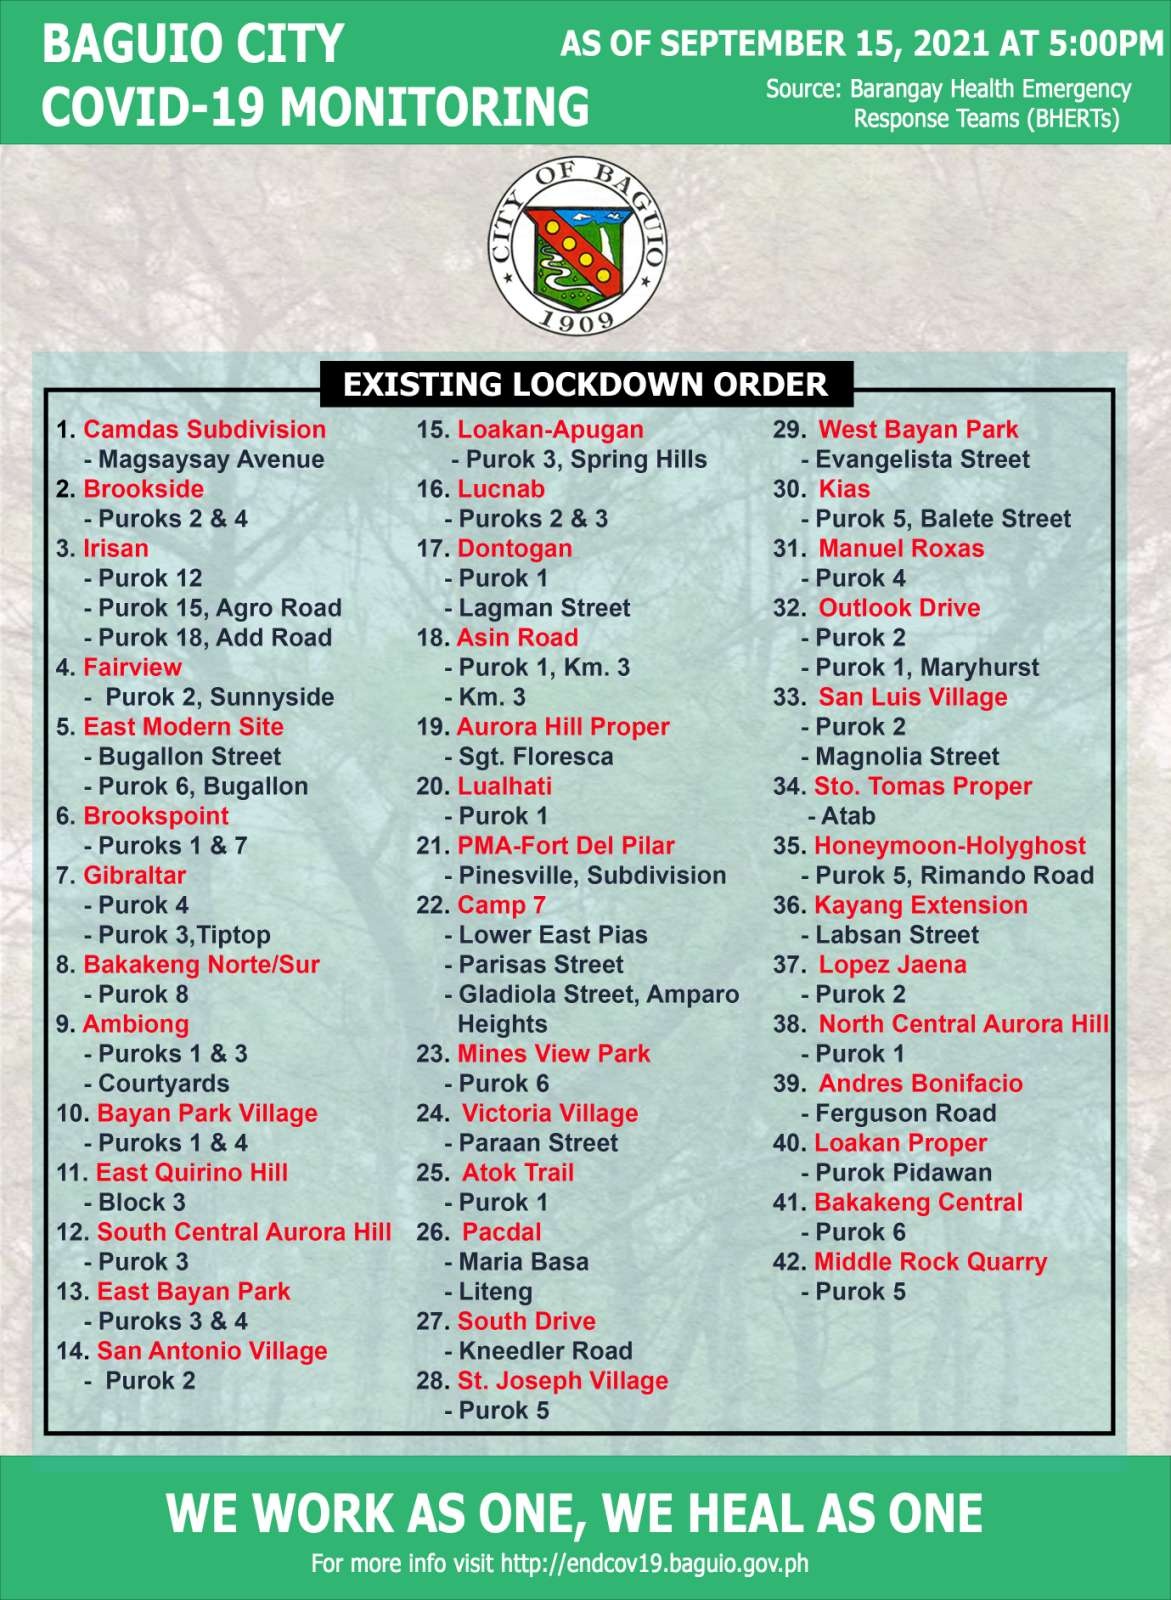 BAGUIO CITY
COVID-19 MONITORING
AS OF SEPTEMBER 15, 2021 AT 5:00PM
Source: Barangay Health Emergency
Response Teams (BHERTs)
CITY OF BAGUIO
1909
EXISTING LOCKDOWN ORDER
1. Camdas Subdivision
- Magsaysay Avenue
2. Brookside
- Puroks 2 & 4
3. Irisan
- Purok 12
- Purok 15, Agro Road
- Purok 18, Add Road
4. Fairview
- Purok 2, Sunnyside
5. East Modern Site
- Bugallon Street
- Purok 6, Bugallon
6. Brookspoint
- Puroks 1 & 7
7. Gibraltar
- Purok 4
- Purok 3,Tiptop
8. Bakakeng Norte/Sur
- Purok 8
9. Ambiong
- Puroks 1 & 3
- Courtyards
10. Bayan Park Village
- Puroks 1 & 4
11. East Quirino Hill
- Block 3
12. South Central Aurora Hill
- Purok 3
13. East Bayan Park
- Puroks 3 & 4
14. San Antonio Village
- Purok 2
15. Loakan-Apugan
- Purok 3, Spring Hills
16. Lucnab
- Puroks 2 & 3
17. Dontogan
- Purok 1
- Lagman Street
18. Asin Road
- Purok 1, Km. 3
- Km. 3
19. Aurora Hill Proper
- Sgt. Floresca
20. Lualhati
- Purok 1
21. PMA-Fort Del Pilar
- Pinesville, Subdivision
22. Camp 7
- Lower East Pias
- Parisas Street
- Gladiola Street, Amparo
Heights
23. Mines View Park
- Purok 6
24. Victoria Village
- Paraan Street
25. Atok Trail
- Purok 1
26. Pacdal
- Maria Basa
- Liteng
27. South Drive
- Kneedler Road
28. St. Joseph Village
- Purok 5
29. West Bayan Park
- Evangelista Street
30. Kias
- Purok 5, Balete Street
31. Manuel Roxas
- Purok 4
32. Outlook Drive
- Purok 2
- Purok 1, Maryhurst
33. San Luis Village
- Purok 2
- Magnolia Street
34. Sto. Tomas Proper
- Atab
35. Honeymoon-Holyghost
- Purok 5, Rimando Road
36. Kayang Extension
- Labsan Street
37. Lopez Jaena
- Purok 2
38. North Central Aurora Hill
- Purok 1
39. Andres Bonifacio
- Ferguson Road
40. Loakan Proper
- Purok Pidawan
41. Bakakeng Central
- Purok 6
42. Middle Rock Quarry
- Purok 5
WE WORK AS ONE, WE HEAL AS ONE
For more info visit http://endcov19.baguio.gov.ph